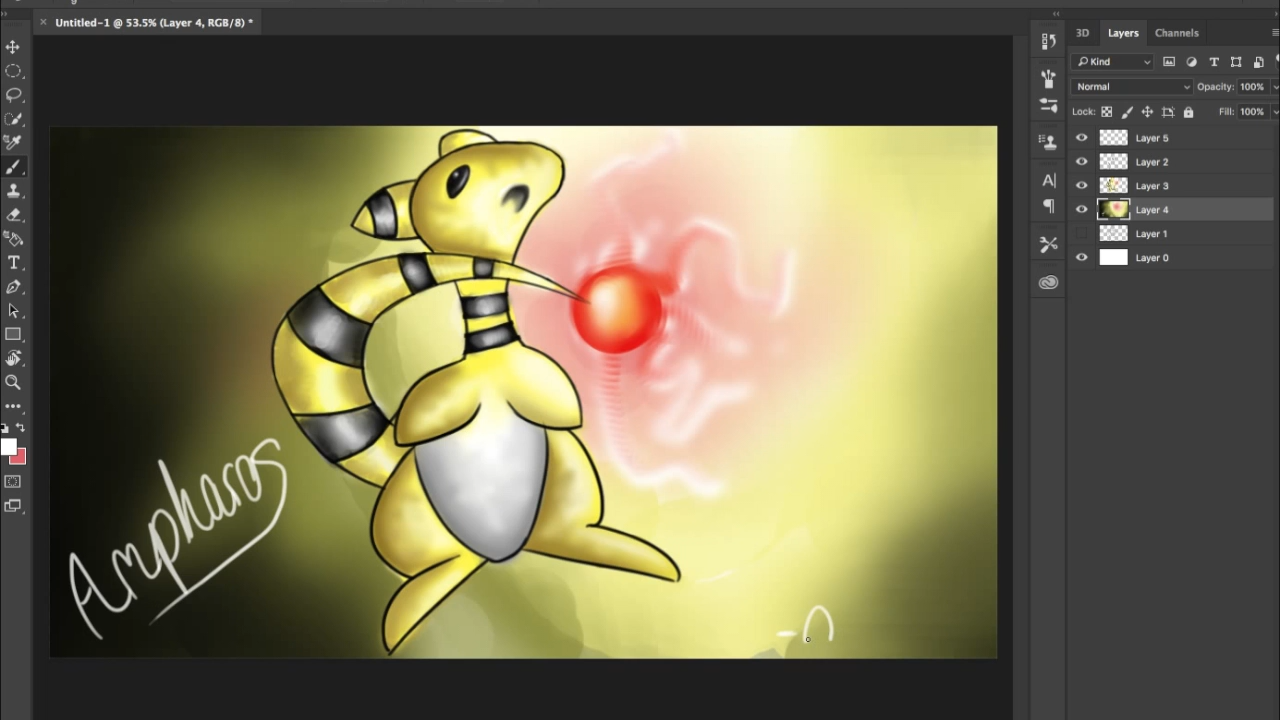 Untitled-1 @ 53.5% (Layer 4, RGB/8) *
3D Layers Channels
Kind
Normal Opacity: 100%
Lock: Fill: 100%
Layer 5
Layer 2
Layer 3
Layer 4
Layer 1
Layer 0
Ampharos